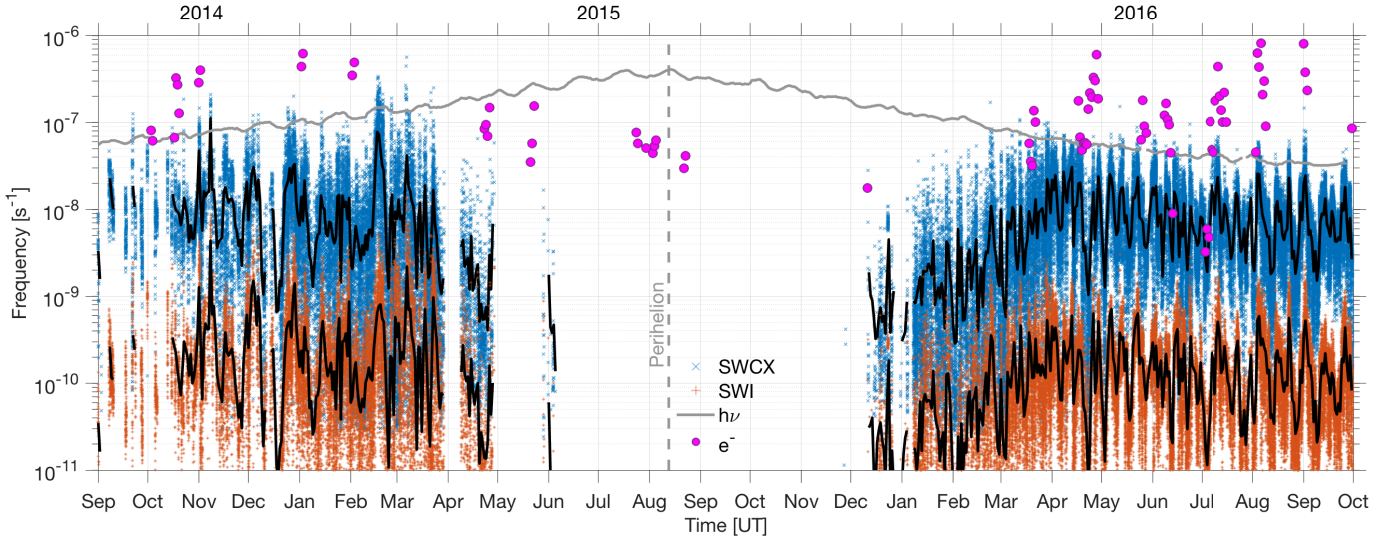 2014 2015 2016
10⁻⁶
10⁻⁷
10⁻⁸
10⁻⁹
10⁻¹⁰
10⁻¹¹
Frequency [s⁻¹]
Perihelion
SWCX
SWI
hν
e⁻
Sep Oct Nov Dec Jan Feb Mar Apr May Jun Jul Aug Sep Oct Nov Dec Jan Feb Mar Apr May Jun Jul Aug Sep Oct
Time [UT]